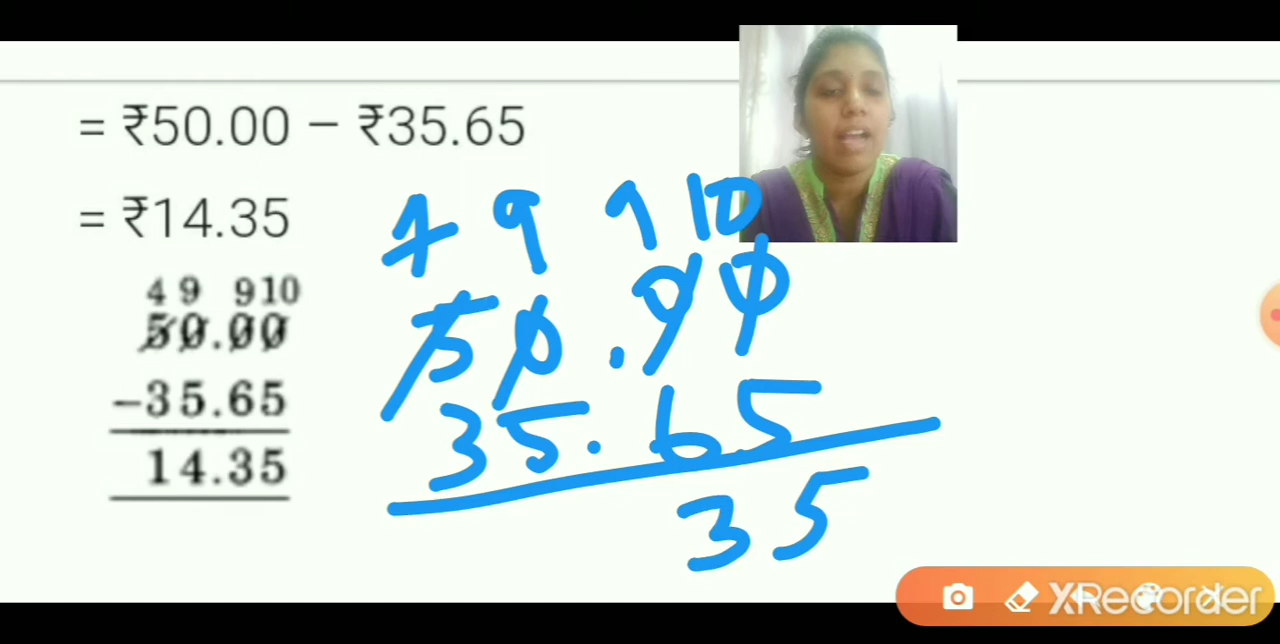 = ₹50.00 – ₹35.65
= ₹14.35
4 9 9 10
50.00
−35.65
14.35
4 9 9 10
50.00
35.65
35
XRecorder